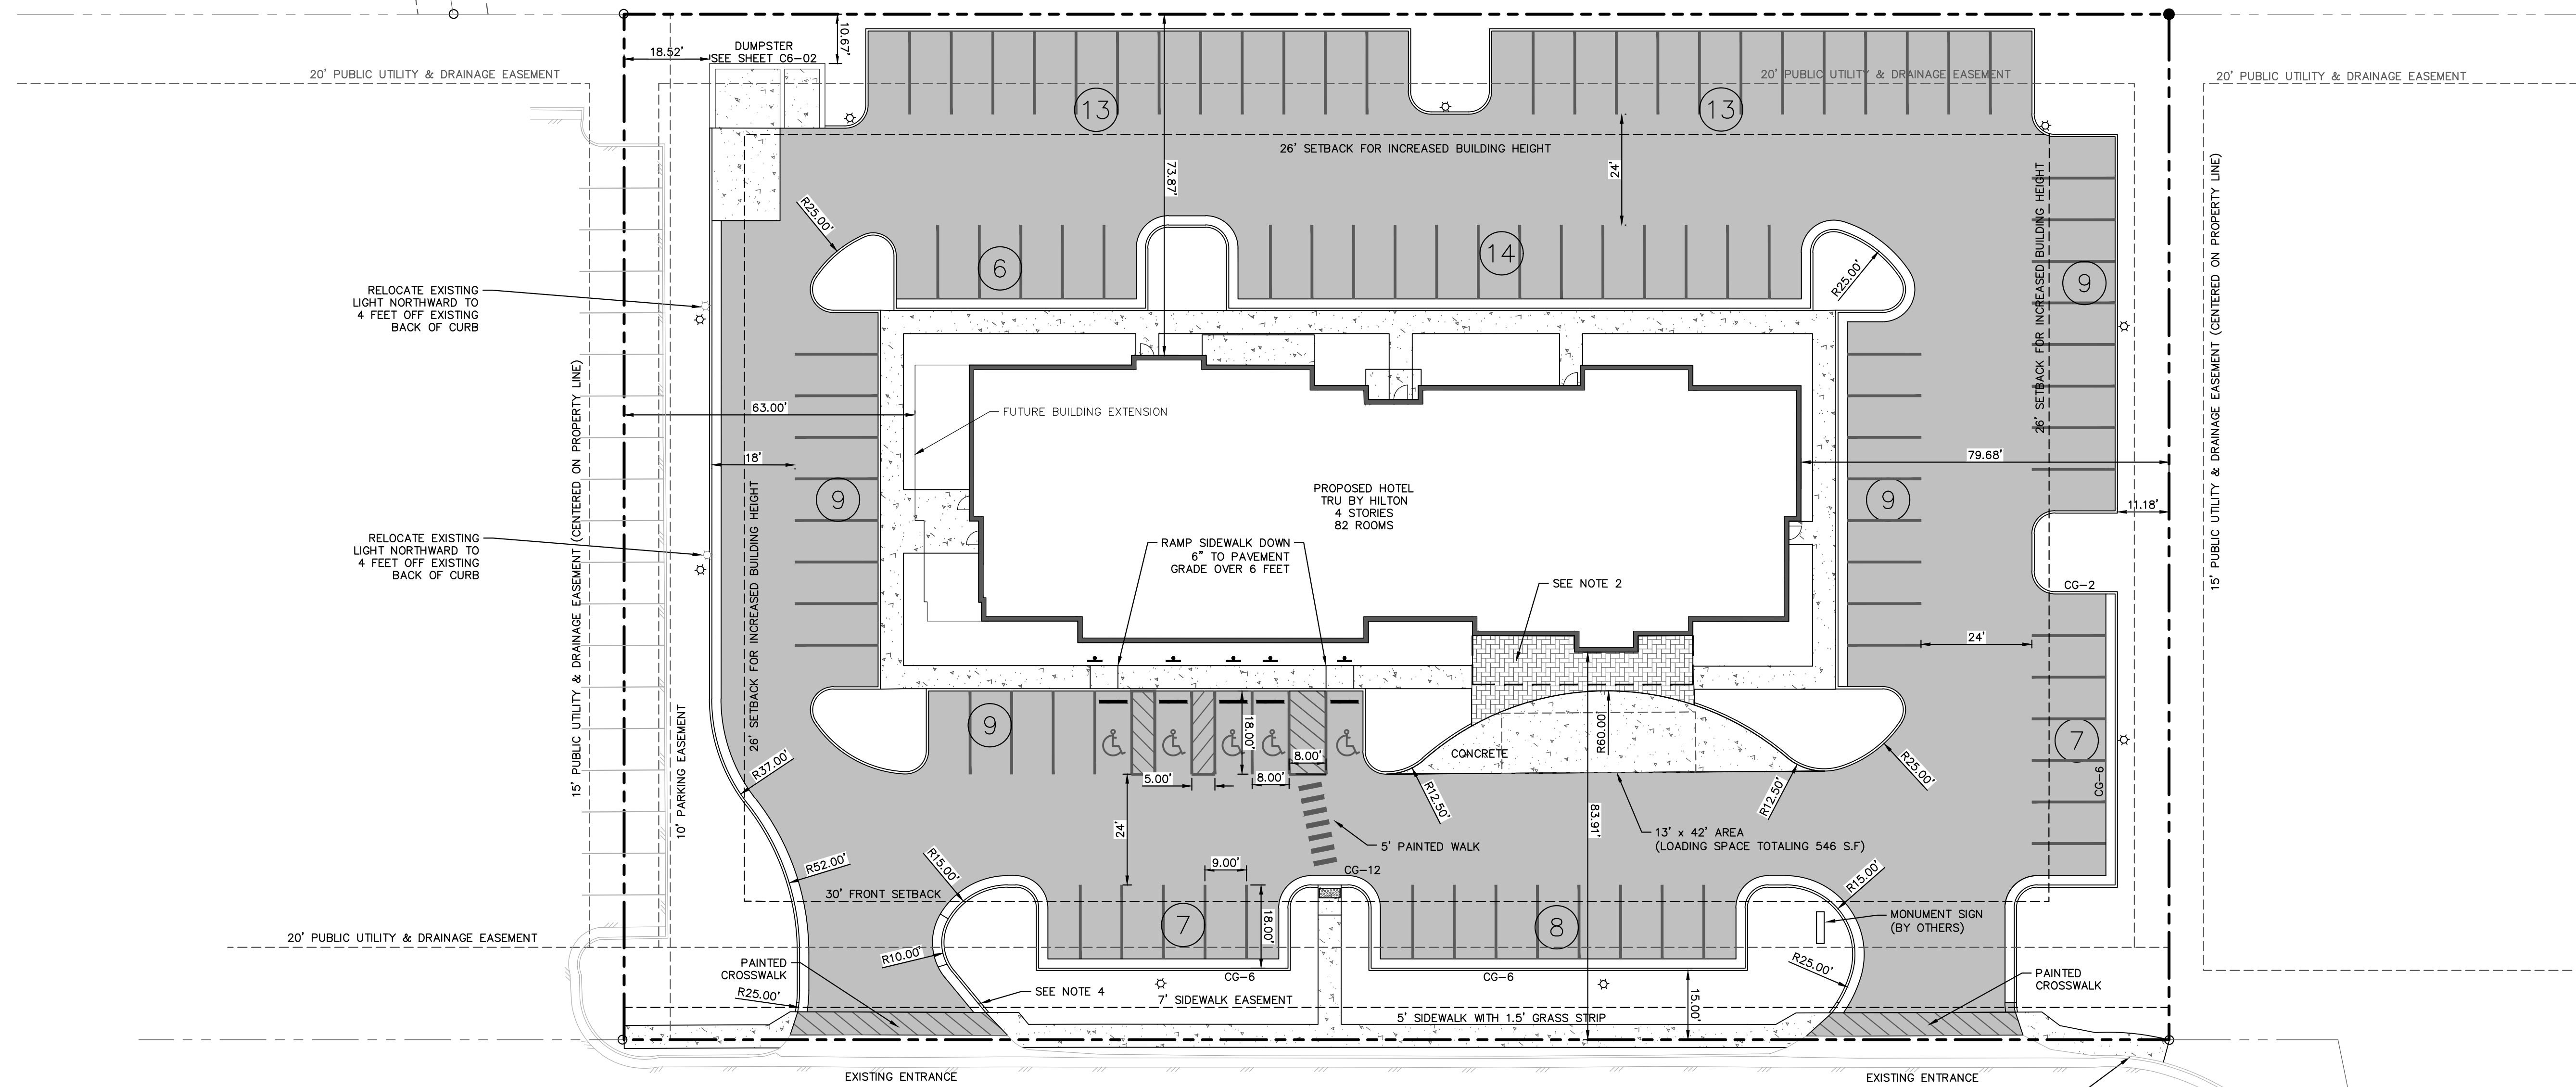 10.67'
DUMPSTER
SEE SHEET C6-02
18.52'
20' PUBLIC UTILITY & DRAINAGE EASEMENT
20' PUBLIC UTILITY & DRAINAGE EASEMENT
20' PUBLIC UTILITY & DRAINAGE EASEMENT
13
13
26' SETBACK FOR INCREASED BUILDING HEIGHT
73.87'
24'
R25.00'
6
14
R25.00'
9
26' SETBACK FOR INCREASED BUILDING HEIGHT
15' PUBLIC UTILITY & DRAINAGE EASEMENT (CENTERED ON PROPERTY LINE)
RELOCATE EXISTING
LIGHT NORTHWARD TO
4 FEET OFF EXISTING
BACK OF CURB
15' PUBLIC UTILITY & DRAINAGE EASEMENT (CENTERED ON PROPERTY LINE)
63.00'
FUTURE BUILDING EXTENSION
18'
79.68'
9
9
11.18'
PROPOSED HOTEL
TRU BY HILTON
4 STORIES
82 ROOMS
26' SETBACK FOR INCREASED BUILDING HEIGHT
RELOCATE EXISTING
LIGHT NORTHWARD TO
4 FEET OFF EXISTING
BACK OF CURB
RAMP SIDEWALK DOWN
6" TO PAVEMENT
GRADE OVER 6 FEET
SEE NOTE 2
CG-2
24'
10' PARKING EASEMENT
9
18.00'
R60.00'
7
CG-6
CONCRETE
8.00'
5.00'
8.00'
R37.00'
R12.50'
R12.50'
R25.00'
24'
83.91'
13' x 42' AREA
(LOADING SPACE TOTALING 546 S.F)
5' PAINTED WALK
R52.00'
R15.00'
9.00'
CG-12
R15.00'
30' FRONT SETBACK
18.00'
7
8
MONUMENT SIGN
(BY OTHERS)
20' PUBLIC UTILITY & DRAINAGE EASEMENT
R10.00'
R25.00'
PAINTED
CROSSWALK
CG-6
CG-6
PAINTED
CROSSWALK
R25.00'
SEE NOTE 4
7' SIDEWALK EASEMENT
15.00'
5' SIDEWALK WITH 1.5' GRASS STRIP
EXISTING ENTRANCE
EXISTING ENTRANCE